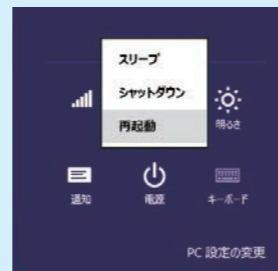 スリープ
シャットダウン
再起動
明るさ
通知
電源
キーボード
PC 設定の変更